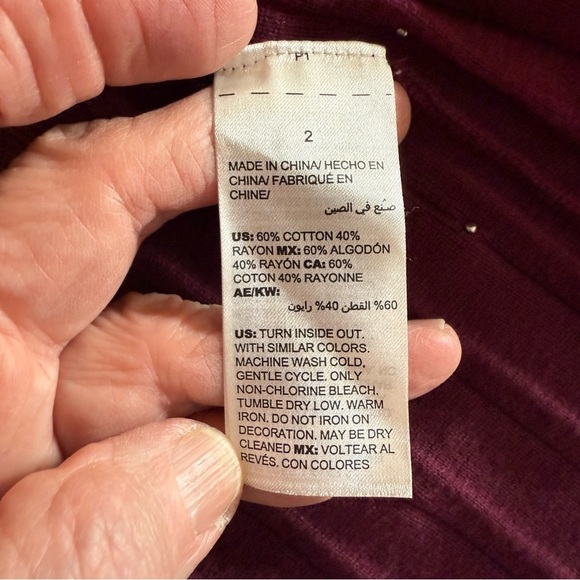 P1
2
MADE IN CHINA/ HECHO EN
CHINA/ FABRIQUÉ EN
CHINE/
صنع في الصين
US: 60% COTTON 40%
RAYON MX: 60% ALGODÓN
40% RAYÓN CA: 60%
COTON 40% RAYONNE
AE/KW:
60% القطن 40% رايون
US: TURN INSIDE OUT.
WITH SIMILAR COLORS.
MACHINE WASH COLD,
GENTLE CYCLE. ONLY
NON-CHLORINE BLEACH.
TUMBLE DRY LOW. WARM
IRON. DO NOT IRON ON
DECORATION. MAY BE DRY
CLEANED MX: VOLTEAR AL
REVÉS. CON COLORES